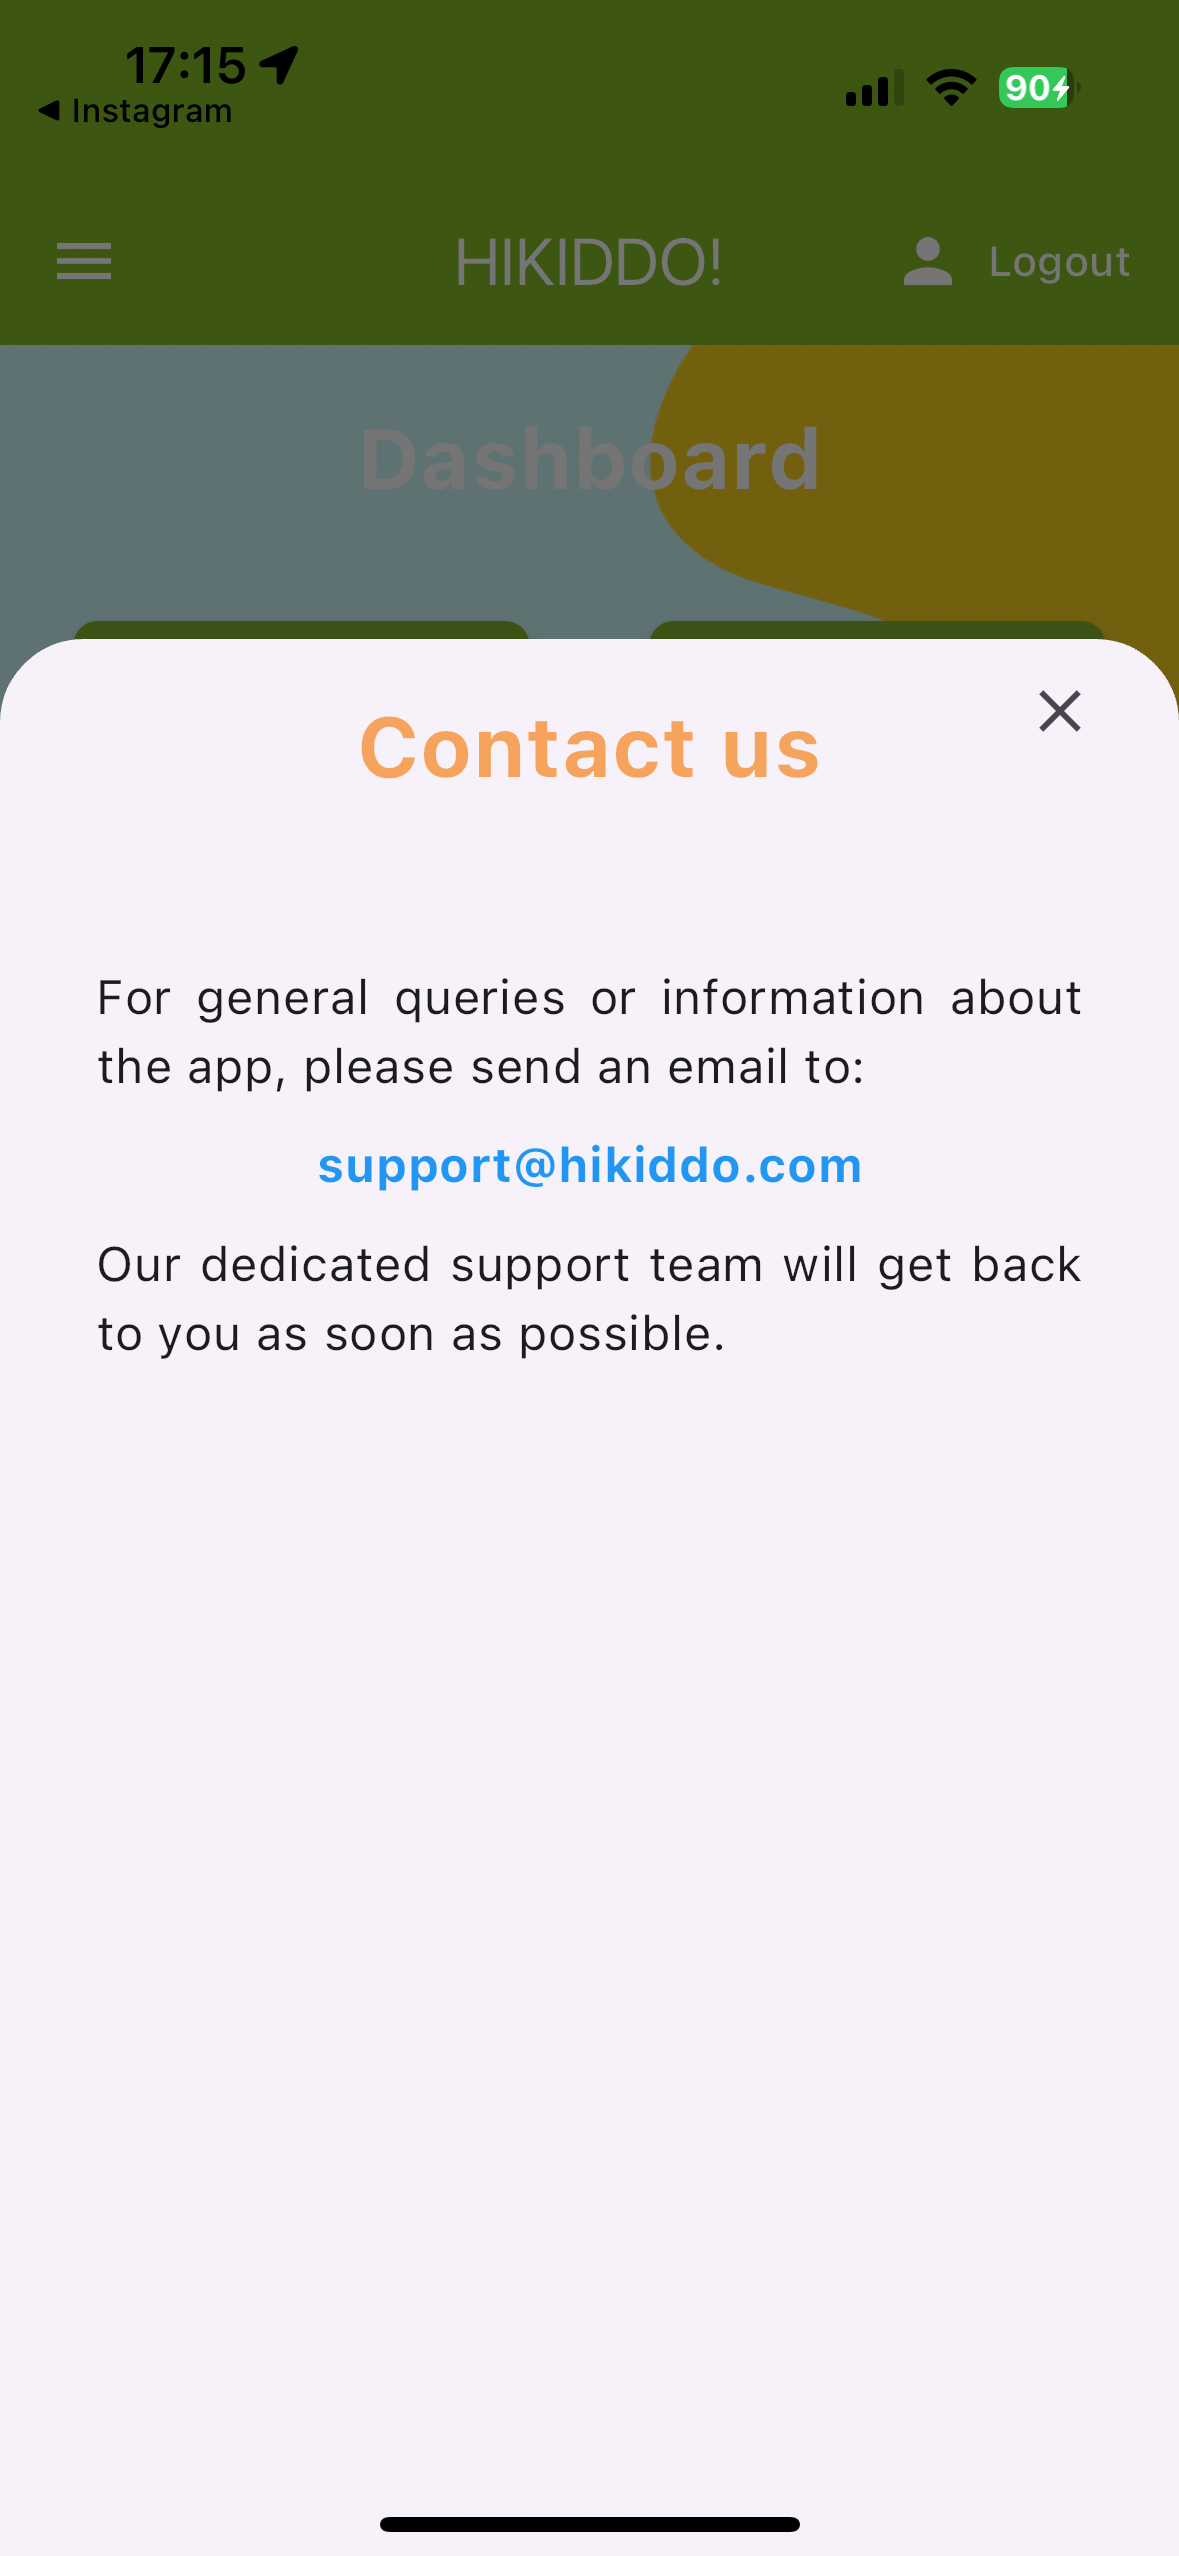 17:15
Instagram
90
HIKIDDO!
Logout
Dashboard
Contact us
For general queries or information about
the app, please send an email to:
support@hikiddo.com
Our dedicated support team will get back
to you as soon as possible.